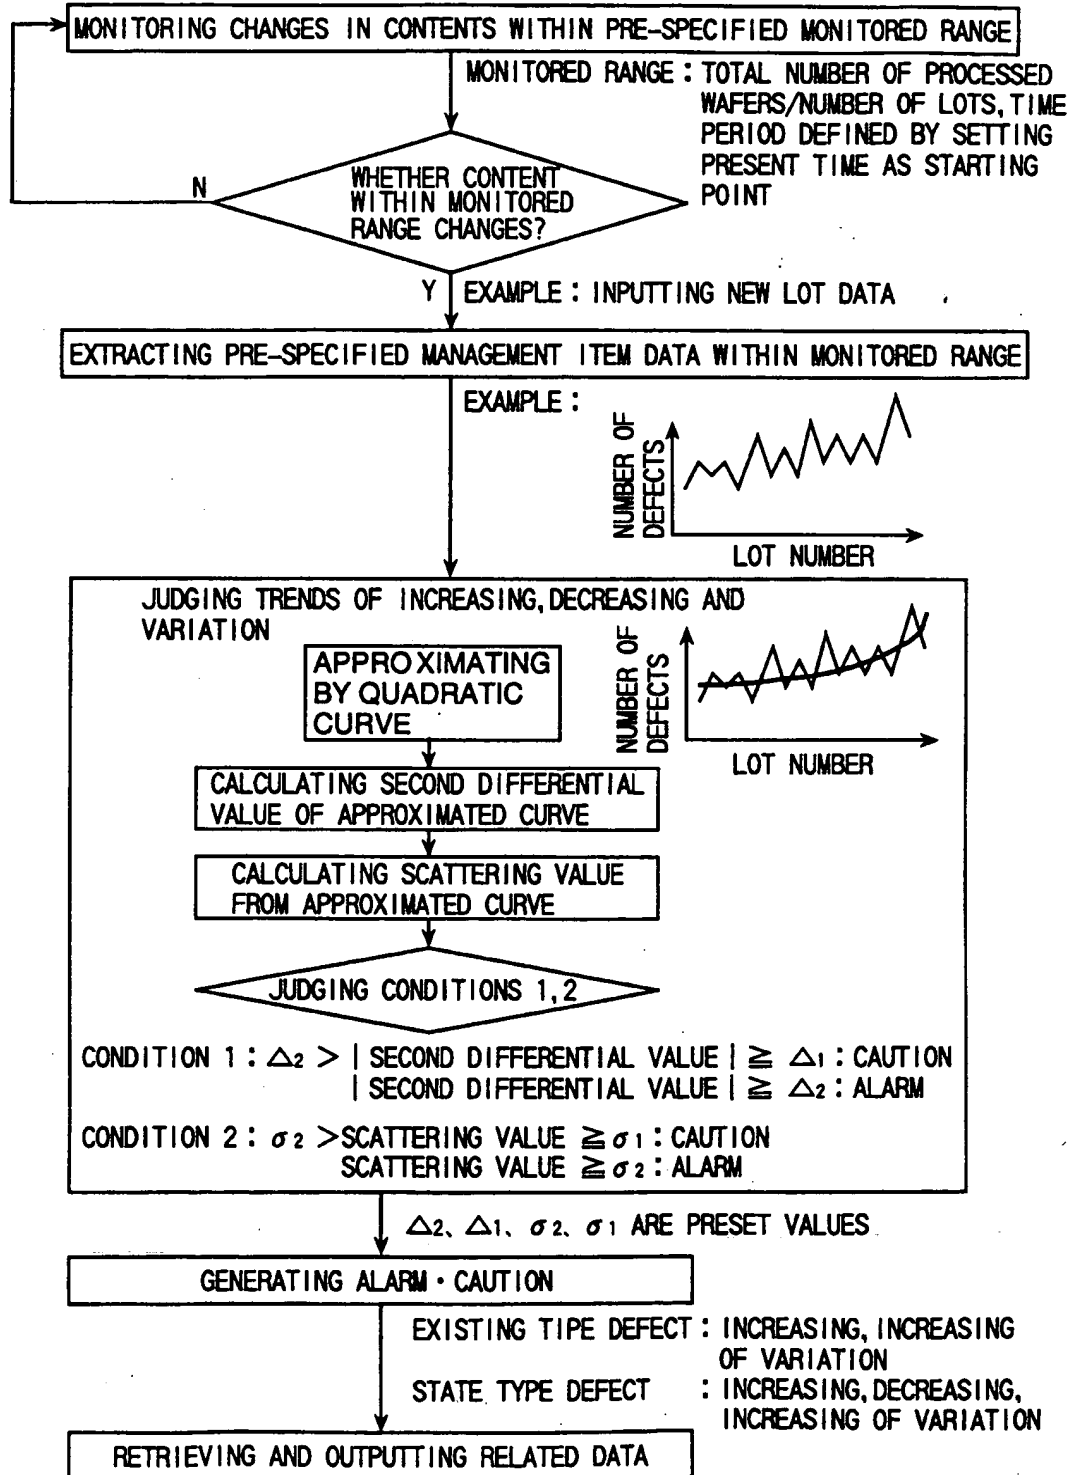 MONITORING CHANGES IN CONTENTS WITHIN PRE-SPECIFIED MONITORED RANGE
MONITORED RANGE : TOTAL NUMBER OF PROCESSED
WAFERS/NUMBER OF LOTS, TIME
PERIOD DEFINED BY SETTING
PRESENT TIME AS STARTING
POINT
N
WHETHER CONTENT
WITHIN MONITORED
RANGE CHANGES?
Y
EXAMPLE : INPUTTING NEW LOT DATA
EXTRACTING PRE-SPECIFIED MANAGEMENT ITEM DATA WITHIN MONITORED RANGE
EXAMPLE :
NUMBER OF
DEFECTS
LOT NUMBER
JUDGING TRENDS OF INCREASING, DECREASING AND
VARIATION
APPROXIMATING
BY QUADRATIC
CURVE
NUMBER OF
DEFECTS
LOT NUMBER
CALCULATING SECOND DIFFERENTIAL
VALUE OF APPROXIMATED CURVE
CALCULATING SCATTERING VALUE
FROM APPROXIMATED CURVE
JUDGING CONDITIONS 1, 2
CONDITION 1 : △2 > | SECOND DIFFERENTIAL VALUE | ≧ △1 : CAUTION
| SECOND DIFFERENTIAL VALUE | ≧ △2 : ALARM
CONDITION 2 : σ2 > SCATTERING VALUE ≧ σ1 : CAUTION
SCATTERING VALUE ≧ σ2 : ALARM
△2、△1、σ2、σ1 ARE PRESET VALUES
GENERATING ALARM・CAUTION
EXISTING TIPE DEFECT : INCREASING, INCREASING
OF VARIATION
STATE TYPE DEFECT : INCREASING, DECREASING,
INCREASING OF VARIATION
RETRIEVING AND OUTPUTTING RELATED DATA